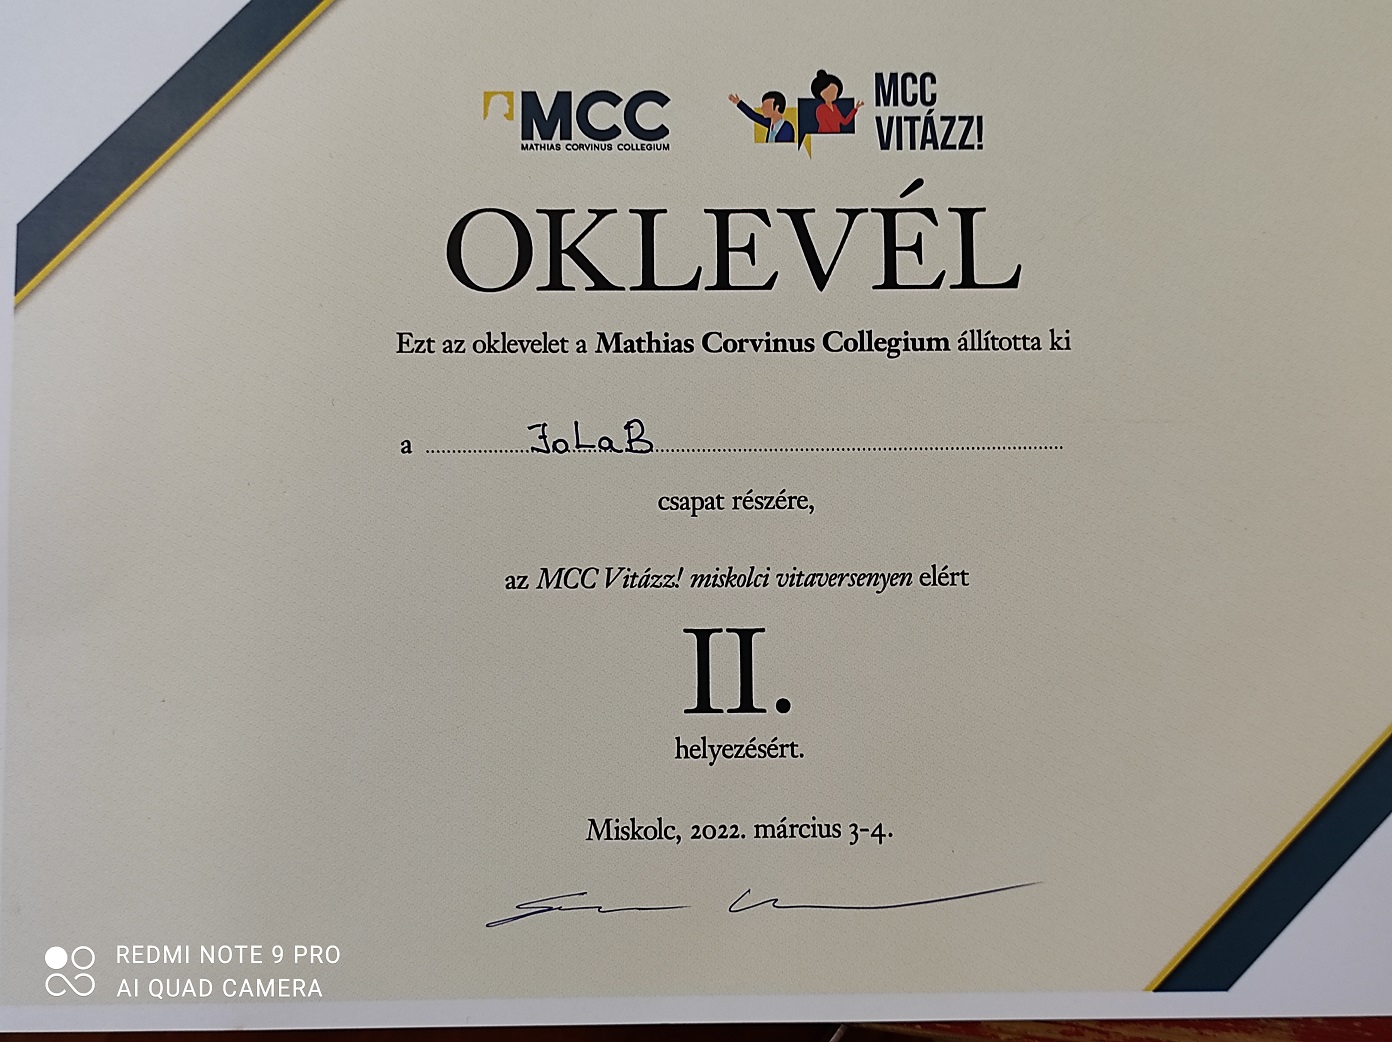 MCC
MATHIAS CORVINUS COLLEGIUM
MCC
VITÁZZ!
OKLEVÉL
Ezt az oklevelet a Mathias Corvinus Collegium állította ki
a JoLaB
csapat részére,
az MCC Vitázz! miskolci vitaversenyen elért
II.
helyezésért.
Miskolc, 2022. március 3-4.
REDMI NOTE 9 PRO
AI QUAD CAMERA